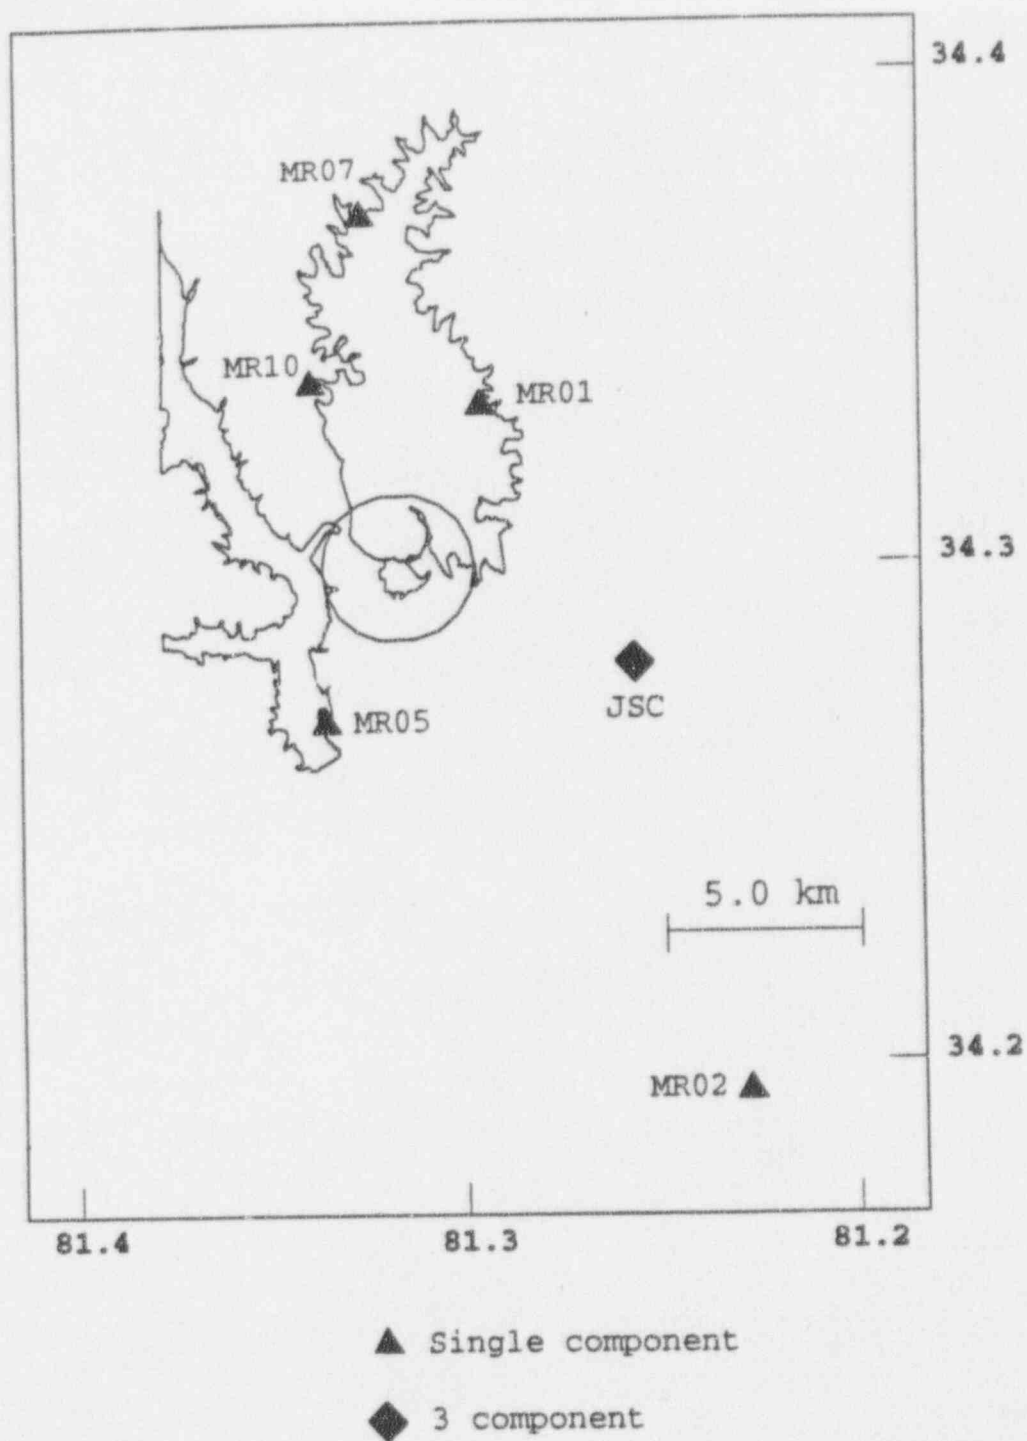 34.4
MR07
MR10
MR01
34.3
JSC
MR05
5.0 km
34.2
MR02
81.4
81.3
81.2
Single component
3 component